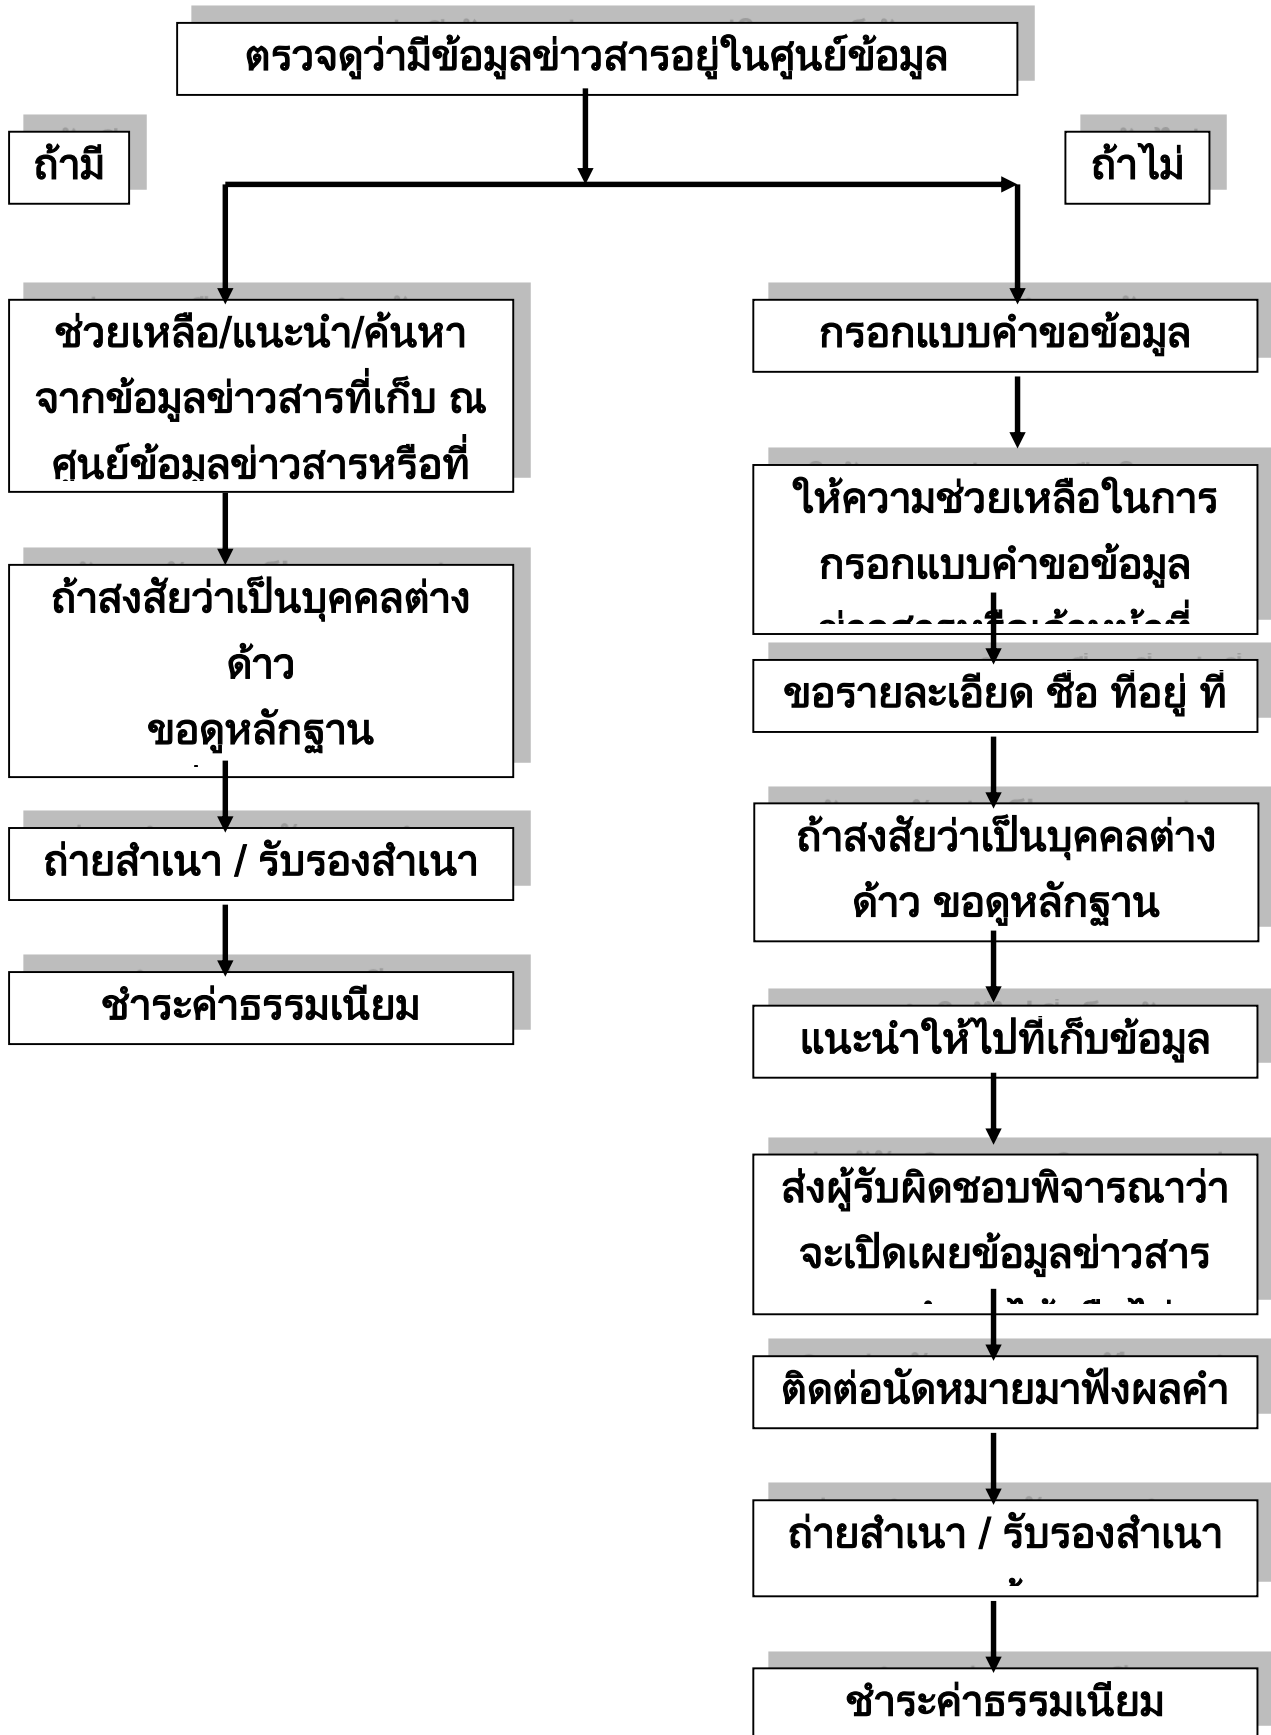 ตรวจดูว่ามีข้อมูลข่าวสารอยู่ในศูนย์ข้อมูล
ถ้ามี
ถ้าไม่
ช่วยเหลือ/แนะนำ/ค้นหา
จากข้อมูลข่าวสารที่เก็บ ณ
ศูนย์ข้อมูลข่าวสารหรือที่
ถ้าสงสัยว่าเป็นบุคคลต่าง
ด้าว
ขอดูหลักฐาน
ถ่ายสำเนา / รับรองสำเนา
ชำระค่าธรรมเนียม
กรอกแบบคำขอข้อมูล
ให้ความช่วยเหลือในการ
กรอกแบบคำขอข้อมูล
ขอรายละเอียด ชื่อ ที่อยู่ ที่
ถ้าสงสัยว่าเป็นบุคคลต่าง
ด้าว ขอดูหลักฐาน
แนะนำให้ไปที่เก็บข้อมูล
ส่งผู้รับผิดชอบพิจารณาว่า
จะเปิดเผยข้อมูลข่าวสาร
ติดต่อนัดหมายมาฟังผลคำ
ถ่ายสำเนา / รับรองสำเนา
ชำระค่าธรรมเนียม